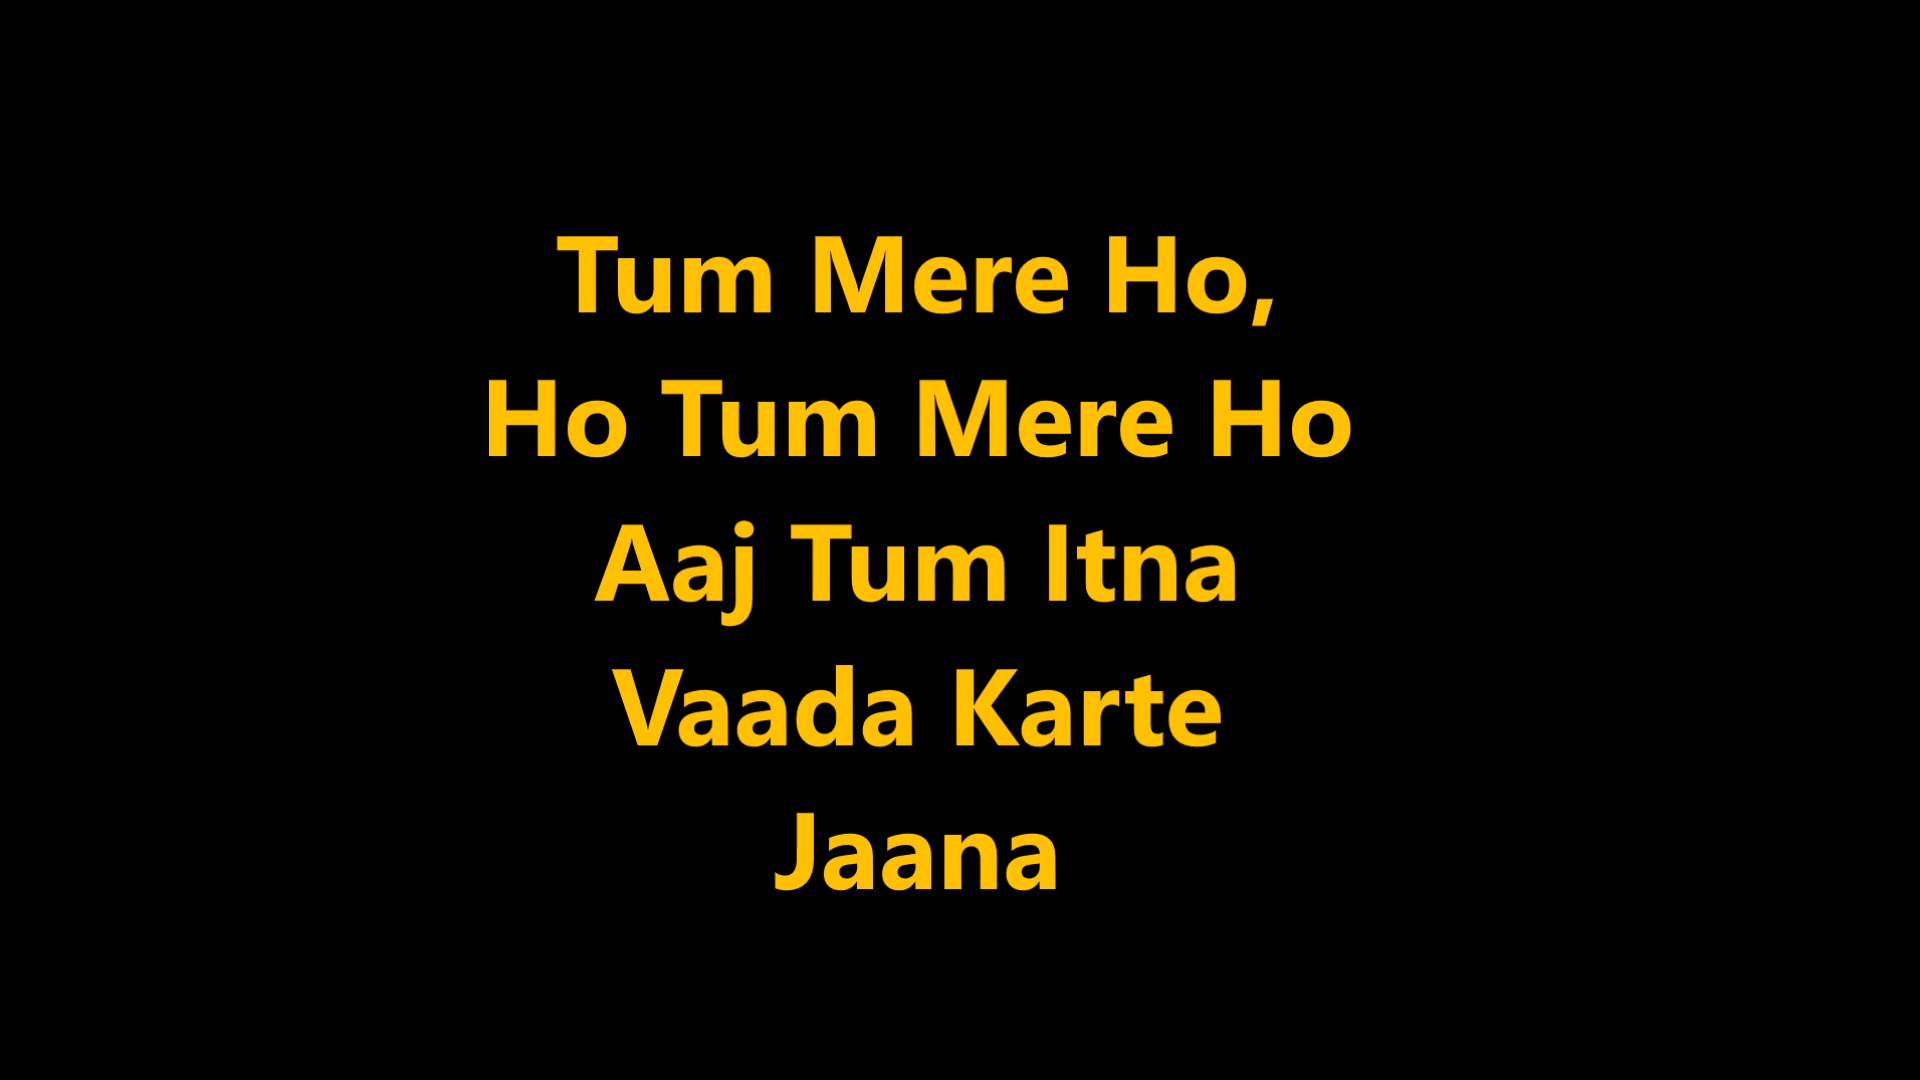 Tum Mere Ho,
Ho Tum Mere Ho
Aaj Tum Itna
Vaada Karte
Jaana